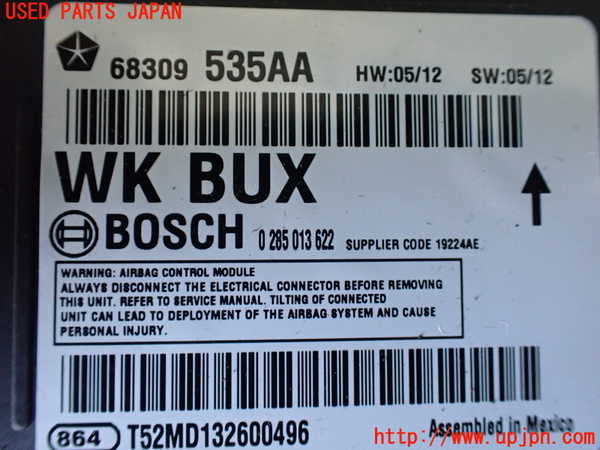 USED PARTS JAPAN
68309 535AA HW:05/12 SW:05/12
WK BUX
BOSCH 0 285 013 622 SUPPLIER CODE 19224AE
WARNING: AIRBAG CONTROL MODULE
ALWAYS DISCONNECT THE ELECTRICAL CONNECTOR BEFORE REMOVING
THIS UNIT. REFER TO SERVICE MANUAL. TILTING OF CONNECTED
UNIT CAN LEAD TO DEPLOYMENT OF THE AIRBAG SYSTEM AND CAUSE
PERSONAL INJURY.
864 T52MD132600496 Assembled in Mexico
http://www.upjpn.com/